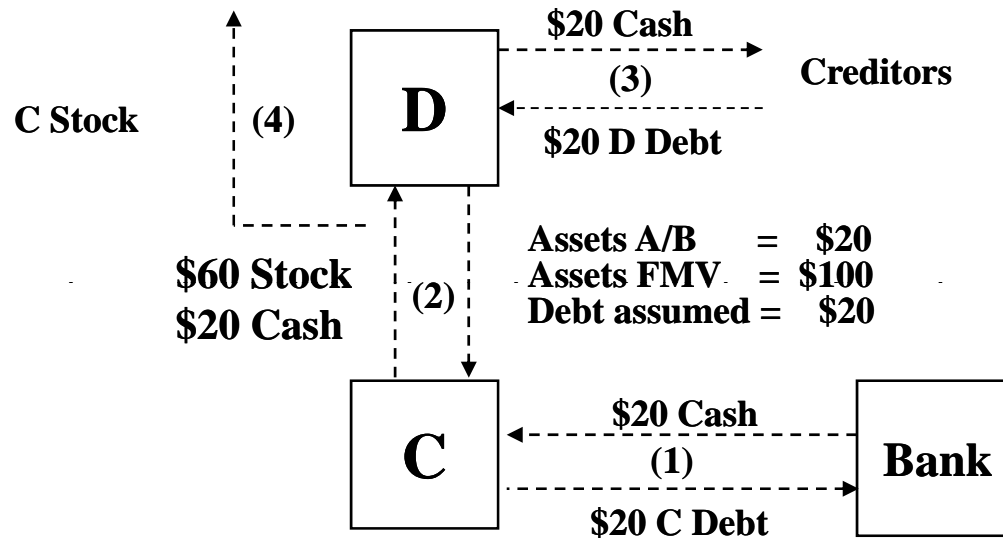 $20 Cash
(3)
Creditors
D
C Stock
(4)
$20 D Debt
Assets A/B = $20
Assets FMV = $100
Debt assumed = $20
$60 Stock
$20 Cash
(2)
$20 Cash
C
(1)
Bank
$20 C Debt